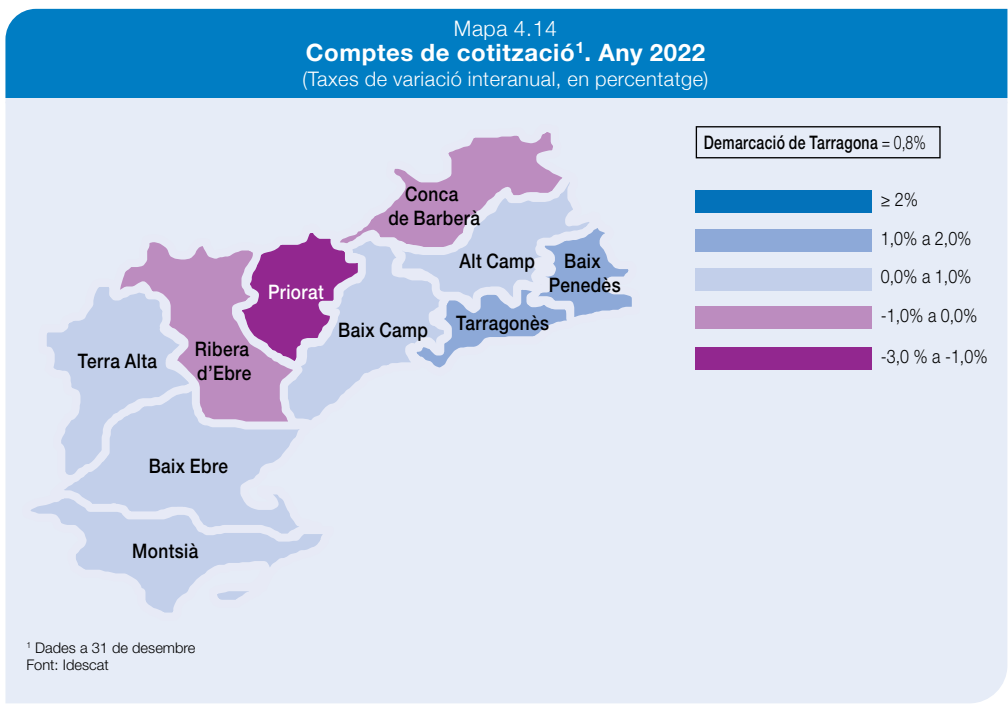 Mapa 4.14
Comptes de cotització¹. Any 2022
(Taxes de variació interanual, en percentatge)
Demarcació de Tarragona = 0,8%
≥ 2%
1,0% a 2,0%
0,0% a 1,0%
-1,0% a 0,0%
-3,0 % a -1,0%
Conca
de Barberà
Alt Camp
Baix
Penedès
Priorat
Baix Camp
Tarragonès
Terra Alta
Ribera
d'Ebre
Baix Ebre
Montsià
¹ Dades a 31 de desembre
Font: Idescat